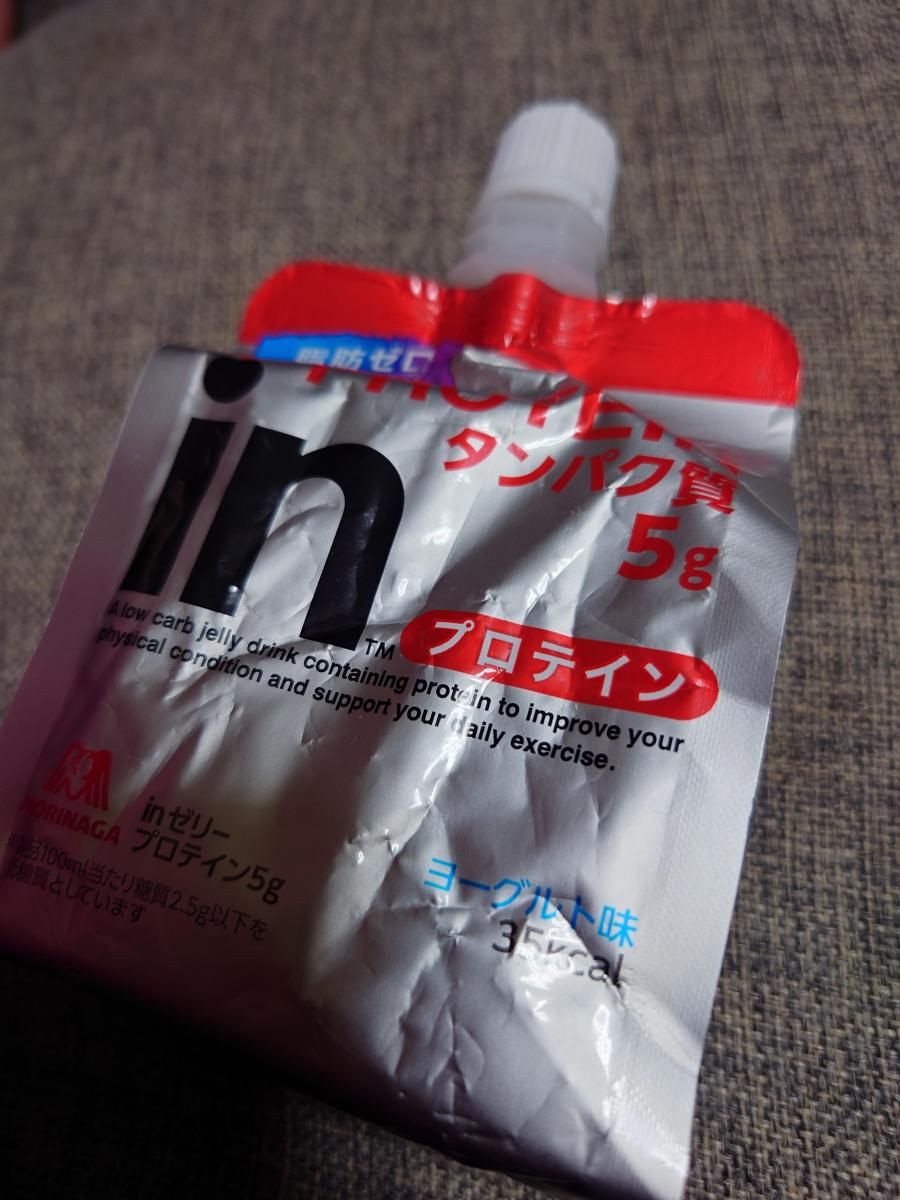 脂肪ゼロ
PROTEIN
タンパク質
5g
in
TM
プロテイン
A low carb jelly drink containing protein to improve your
physical condition and support your daily exercise.
MORINAGA
inゼリー
プロテイン5g
製品100ml当たり糖質2.5g以下を
低糖質としています
ヨーグルト味
35kcal